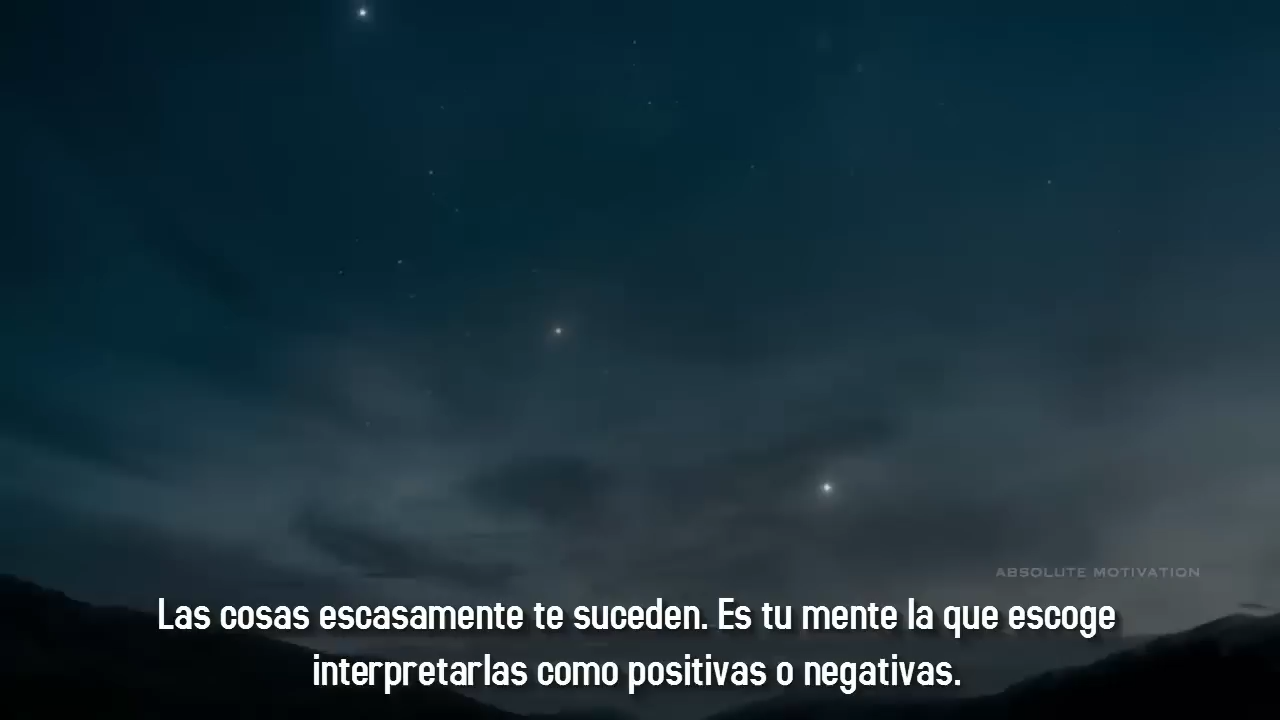 ABSOLUTE MOTIVATION
Las cosas escasamente te suceden. Es tu mente la que escoge
interpretarlas como positivas o negativas.